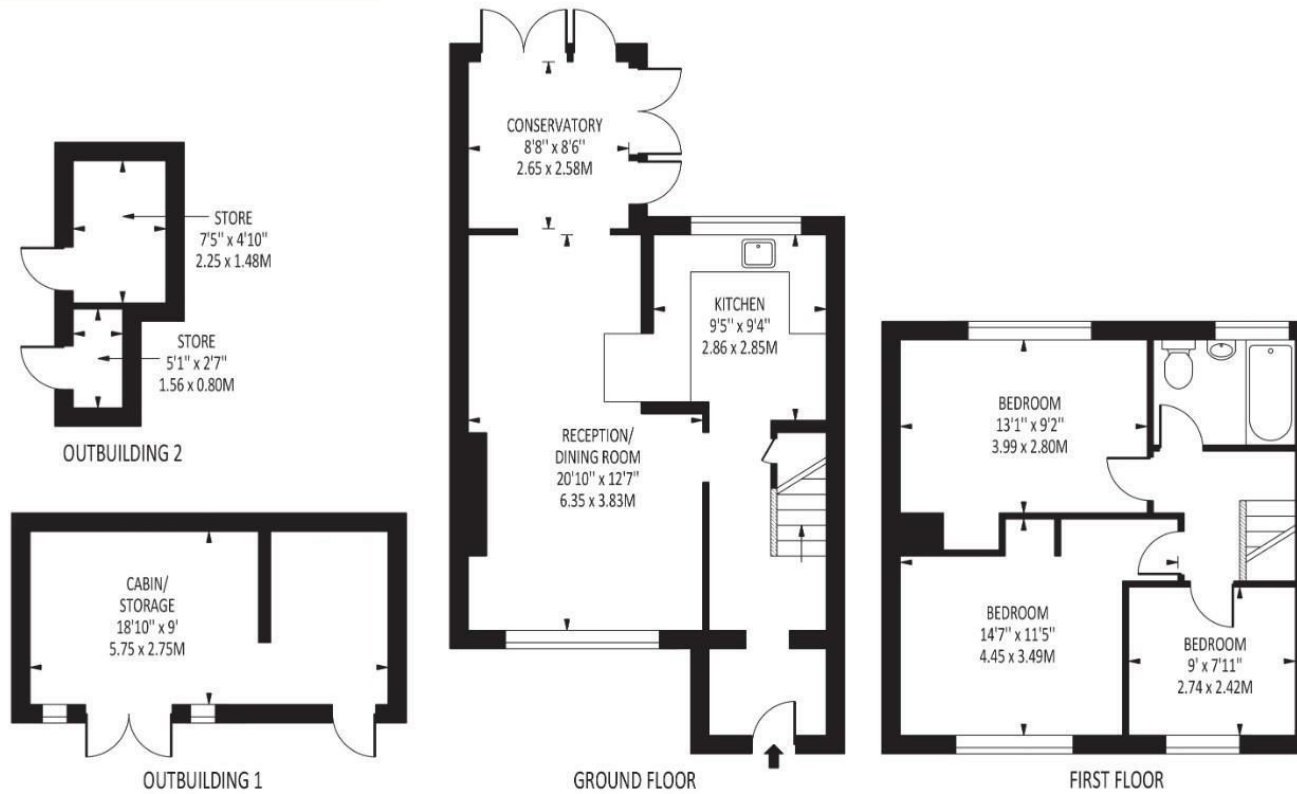 CONSERVATORY
8'8" x 8'6"
2.65 x 2.58M
STORE
7'5" x 4'10"
2.25 x 1.48M
STORE
5'1" x 2'7"
1.56 x 0.80M
OUTBUILDING 2
KITCHEN
9'5" x 9'4"
2.86 x 2.85M
RECEPTION/
DINING ROOM
20'10" x 12'7"
6.35 x 3.83M
BEDROOM
13'1" x 9'2"
3.99 x 2.80M
CABIN/
STORAGE
18'10" x 9'
5.75 x 2.75M
BEDROOM
14'7" x 11'5"
4.45 x 3.49M
BEDROOM
9' x 7'11"
2.74 x 2.42M
OUTBUILDING 1
GROUND FLOOR
FIRST FLOOR